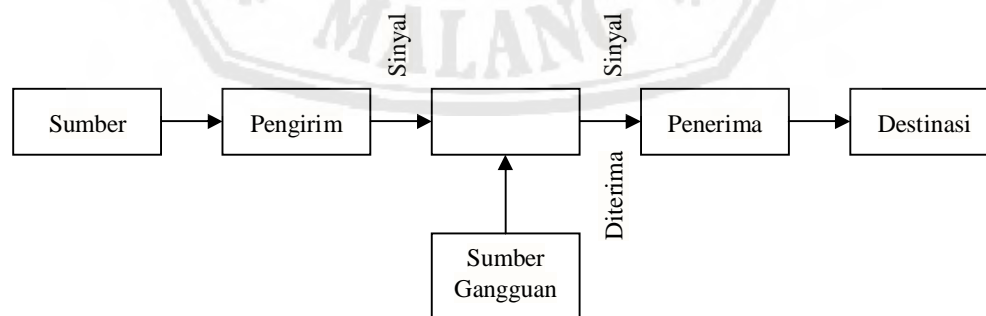 MALANG
Sinyal
Sinyal
Sumber
Pengirim
Penerima
Destinasi
Diterima
Sumber
Gangguan